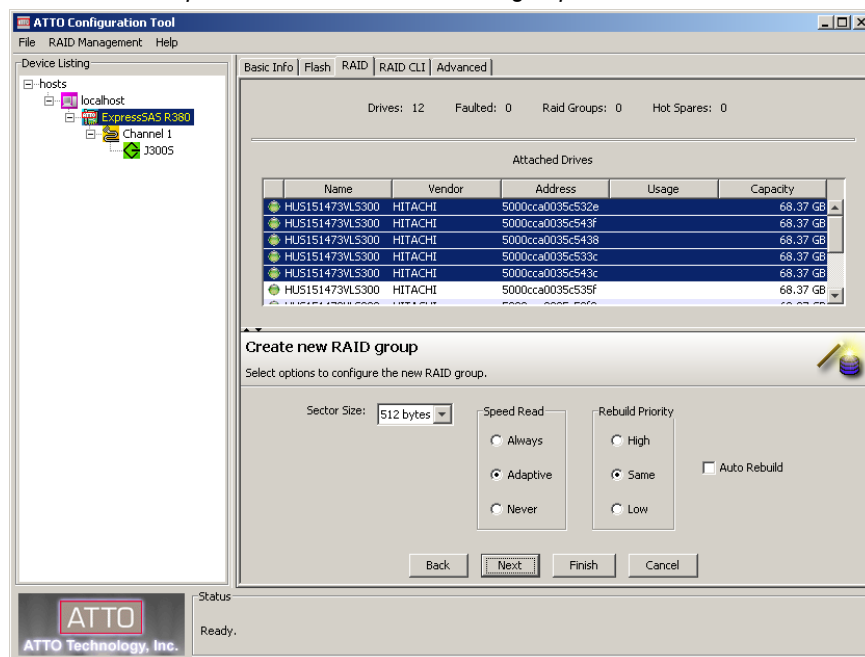 ATTO Configuration Tool
File RAID Management Help
Device Listing
hosts
localhost
ExpressSAS R380
Channel 1
J300S
Basic Info Flash RAID RAID CLI Advanced
Drives: 12 Faulted: 0 Raid Groups: 0 Hot Spares: 0
Attached Drives
Name Vendor Address Usage Capacity
HUS151473VLS300 HITACHI 5000cca0035c532e 68.37 GB
HUS151473VLS300 HITACHI 5000cca0035c543f 68.37 GB
HUS151473VLS300 HITACHI 5000cca0035c5438 68.37 GB
HUS151473VLS300 HITACHI 5000cca0035c533c 68.37 GB
HUS151473VLS300 HITACHI 5000cca0035c543c 68.37 GB
HUS151473VLS300 HITACHI 5000cca0035c535f 68.37 GB
Create new RAID group
Select options to configure the new RAID group.
Sector Size: 512 bytes
Speed Read
Always
Adaptive
Never
Rebuild Priority
High
Same
Low
Auto Rebuild
Back Next Finish Cancel
ATTO
ATTO Technology, Inc.
Status
Ready.